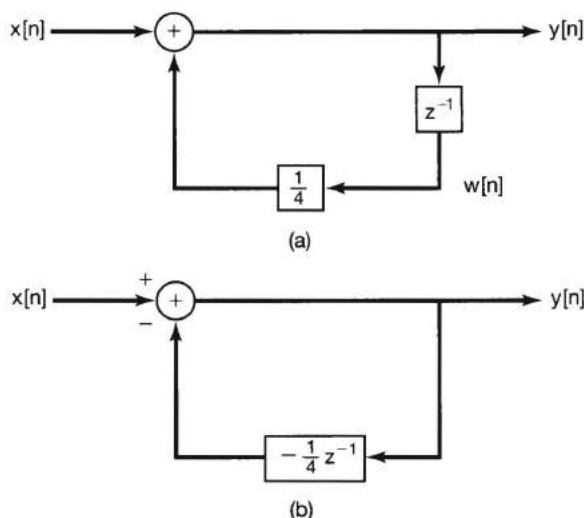 x[n] + y[n]
z⁻¹
1/4 w[n]
(a)
+
x[n] + y[n]
−
− 1/4 z⁻¹
(b)